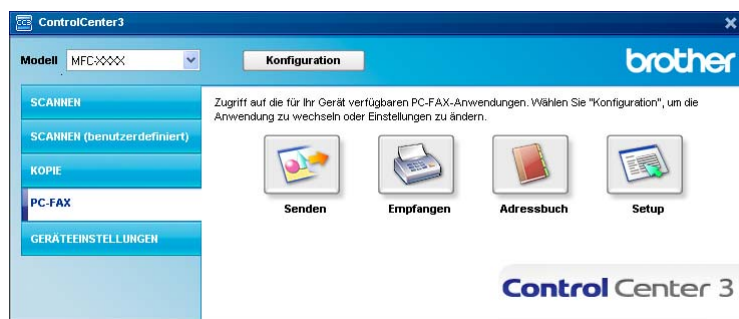 ControlCenter3
Modell MFC-XXXX Konfiguration brother
SCANNEN
SCANNEN (benutzerdefiniert)
KOPIE
PC-FAX
GERÄTEEINSTELLUNGEN
Zugriff auf die für Ihr Gerät verfügbaren PC-FAX-Anwendungen. Wählen Sie "Konfiguration", um die
Anwendung zu wechseln oder Einstellungen zu ändern.
Senden Empfangen Adressbuch Setup
Control Center 3